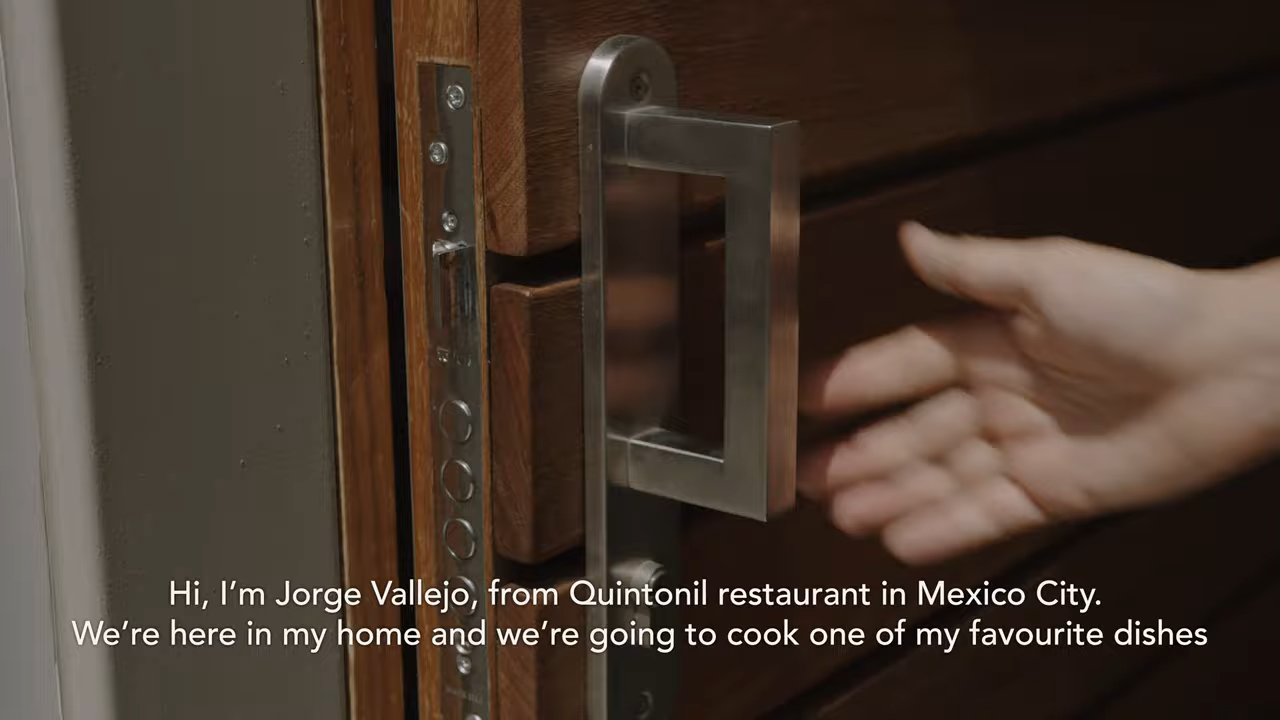 Hi, I'm Jorge Vallejo, from Quintonil restaurant in Mexico City.
We're here in my home and we're going to cook one of my favourite dishes